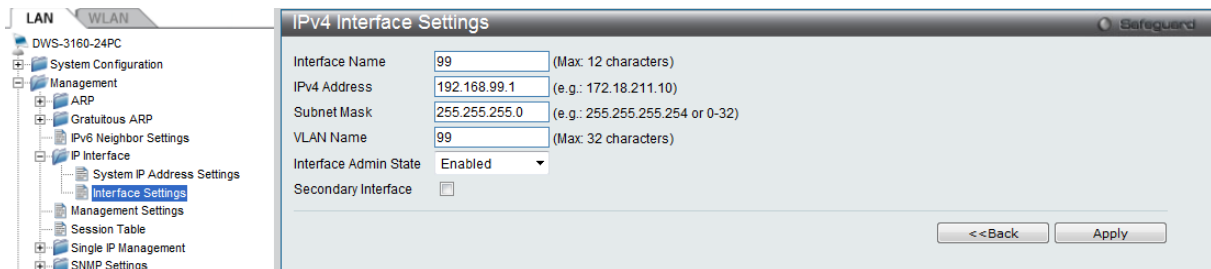 LAN WLAN
DWS-3160-24PC
System Configuration
Management
ARP
Gratuitous ARP
IPv6 Neighbor Settings
IP Interface
System IP Address Settings
Interface Settings
Management Settings
Session Table
Single IP Management
SNMP Settings
IPv4 Interface Settings
Safeguard
Interface Name 99 (Max: 12 characters)
IPv4 Address 192.168.99.1 (e.g.: 172.18.211.10)
Subnet Mask 255.255.255.0 (e.g.: 255.255.255.254 or 0-32)
VLAN Name 99 (Max: 32 characters)
Interface Admin State Enabled
Secondary Interface
<<Back Apply